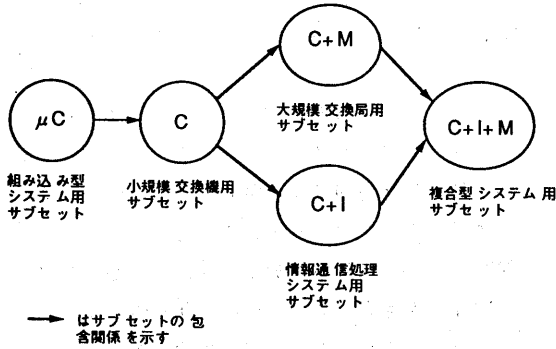 μC
組み込み型
システム用
サブセット
C
小規模交換機用
サブセット
C+M
大規模交換局用
サブセット
C+I
情報通信処理
システム用
サブセット
C+I+M
複合型システム用
サブセット
はサブセットの包
含関係を示す